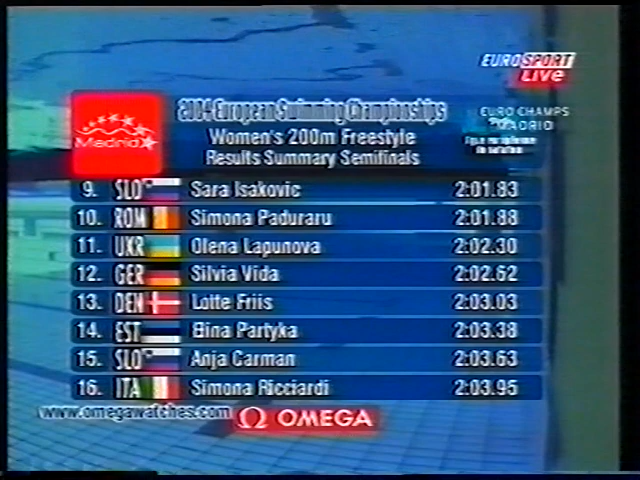 EUROSPORT
LIVE
2004 European Swimming Championships
EURO CHAMPS
MADRID
Madrid
Women's 200m Freestyle
Results Summary Semifinals
9. SLO Sara Isakovic 2:01.83
10. ROM Simona Paduraru 2:01.88
11. UKR Olena Lapunova 2:02.30
12. GER Silvia Vida 2:02.62
13. DEN Lotte Friis 2:03.03
14. EST Elina Partyka 2:03.38
15. SLO Anja Carman 2:03.63
16. ITA Simona Ricciardi 2:03.95
www.omegawatches.com
Ω OMEGA